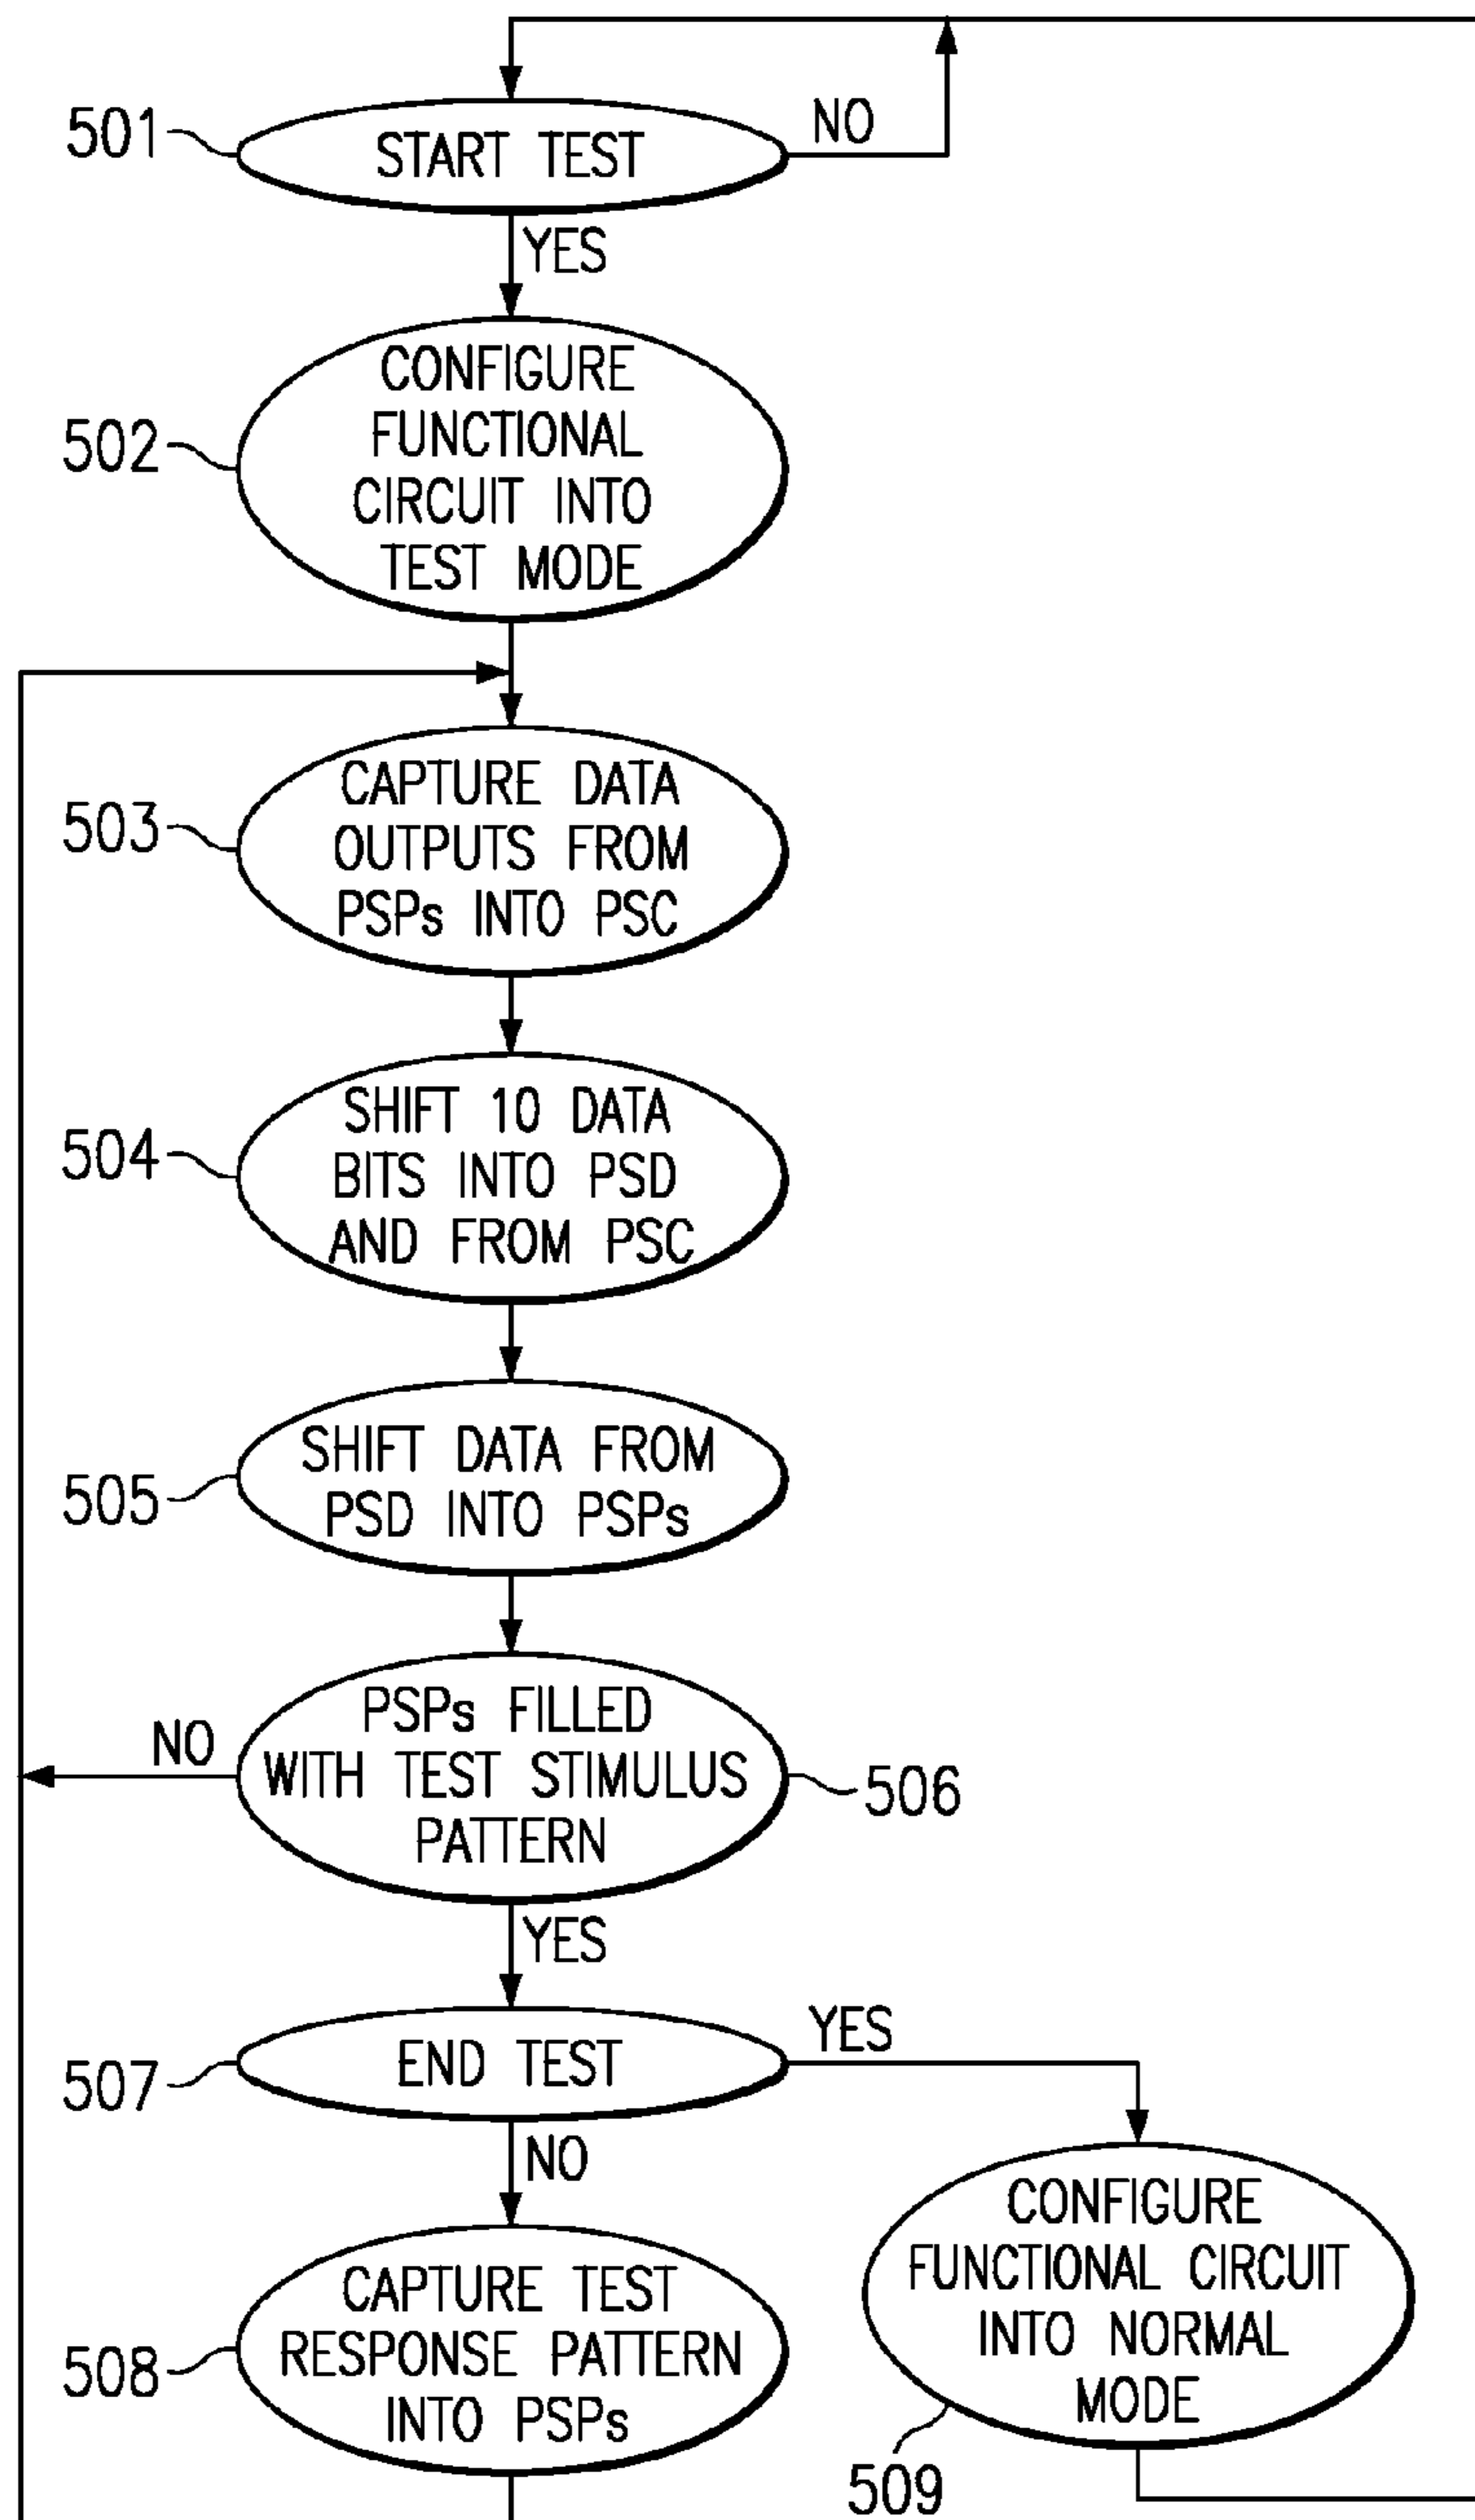 501
START TEST
NO
YES
502
CONFIGURE
FUNCTIONAL
CIRCUIT INTO
TEST MODE
503
CAPTURE DATA
OUTPUTS FROM
PSPs INTO PSC
504
SHIFT 10 DATA
BITS INTO PSD
AND FROM PSC
505
SHIFT DATA FROM
PSD INTO PSPs
PSPs FILLED
WITH TEST STIMULUS
PATTERN
NO
506
YES
507
END TEST
YES
NO
508
CAPTURE TEST
RESPONSE PATTERN
INTO PSPs
CONFIGURE
FUNCTIONAL CIRCUIT
INTO NORMAL
MODE
509